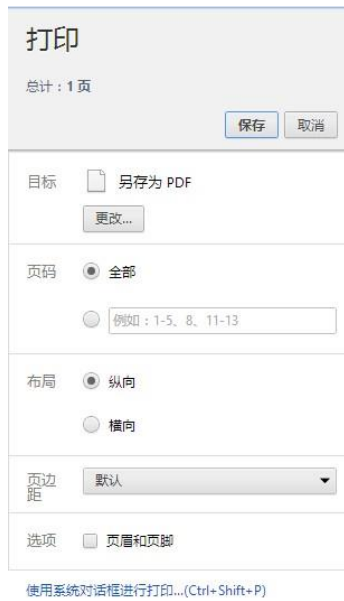 打印
总计：1 页
保存 取消
目标 另存为 PDF
更改...
页码 全部
例如：1-5、8、11-13
布局 纵向
横向
页边距 默认
选项 页眉和页脚
使用系统对话框进行打印...(Ctrl+Shift+P)